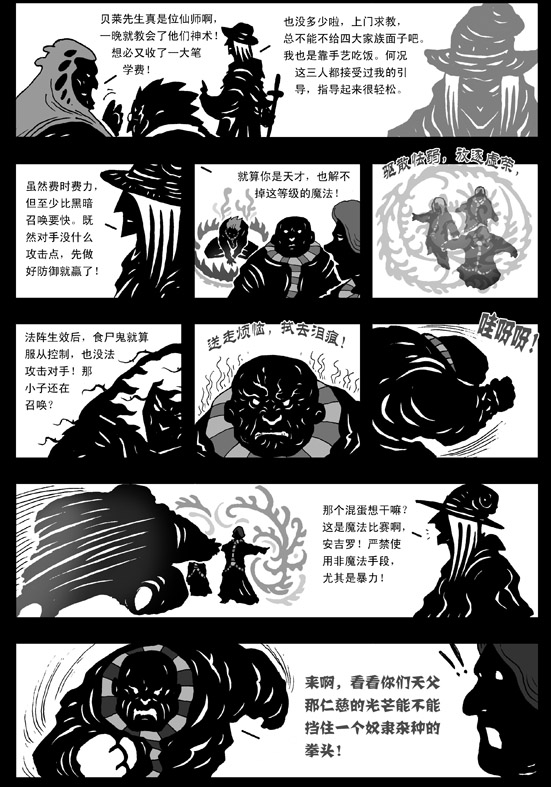 贝莱先生真是位仙师啊，
一晚就教会了他们神术！
想必又收了一大笔
学费！
也没多少啦，上门求教，
总不能不给四大家族面子吧。
我也是靠手艺吃饭。何况
这三人都接受过我的引
导，指导起来很轻松。
虽然费时费力，
但至少比黑暗
召唤要快。既
然对手没什么
攻击点，先做
好防御就赢了！
就算你是天才，也解不
掉这等级的魔法！
驱散怯弱，放逐虚荣，
法阵生效后，食尸鬼就算
服从控制，也没法
攻击对手！那
小子还在
召唤？
送走烦恼，拭去泪痕！
哇呀呀！
那个混蛋想干嘛？
这是魔法比赛啊，
安吉罗！严禁使
用非魔法手段，
尤其是暴力！
来啊，看看你们天父
那仁慈的光芒能不能
挡住一个奴隶杂种的
拳头！
！